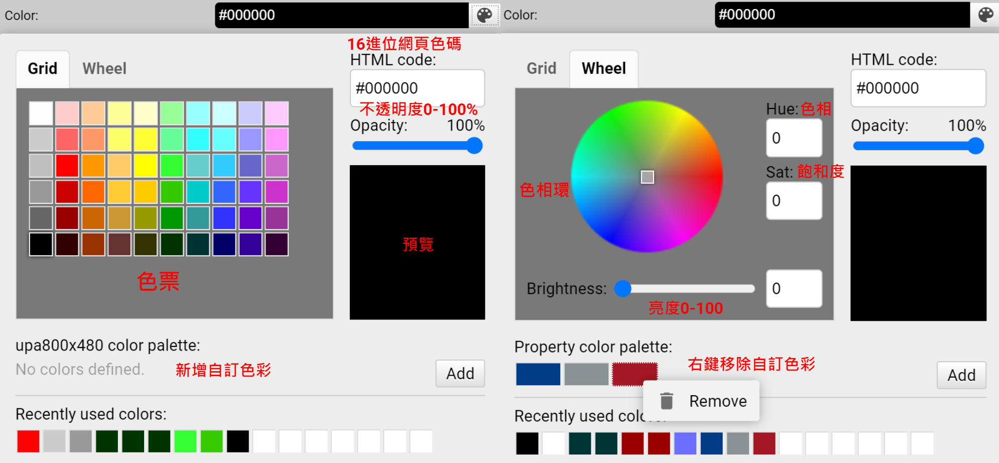 Color:
#000000
16進位網頁色碼
Grid
Wheel
HTML code:
#000000
不透明度0-100%
Opacity:
100%
預覽
色票
upa800x480 color palette:
No colors defined.
新增自訂色彩
Add
Recently used colors:
Color:
#000000
Grid
Wheel
HTML code:
#000000
Hue:色相
0
Opacity:
100%
Sat: 飽和度
0
色相環
Brightness:
0
亮度0-100
Property color palette:
右鍵移除自訂色彩
Add
Remove
Recently used colors: